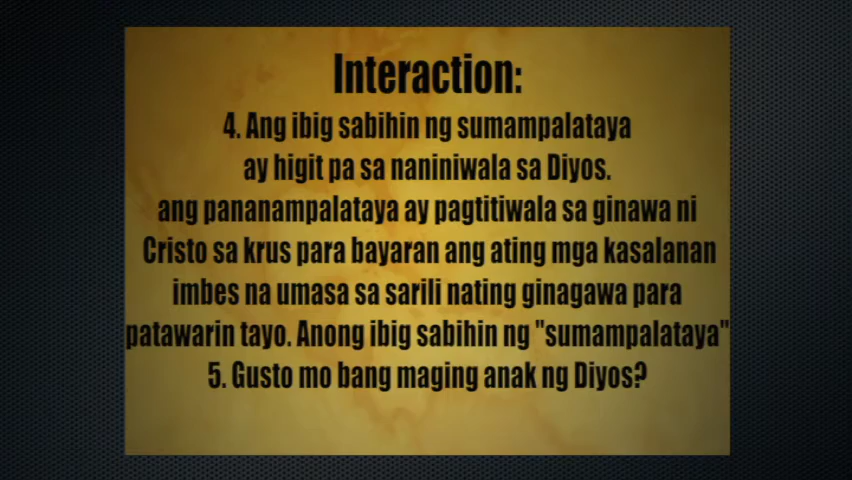 Interaction:
4. Ang ibig sabihin ng sumampalataya
ay higit pa sa naniniwala sa Diyos.
ang pananampalataya ay pagtitiwala sa ginawa ni
Cristo sa krus para bayaran ang ating mga kasalanan
imbes na umasa sa sarili nating ginagawa para
patawarin tayo. Anong ibig sabihin ng "sumampalataya"
5. Gusto mo bang maging anak ng Diyos?